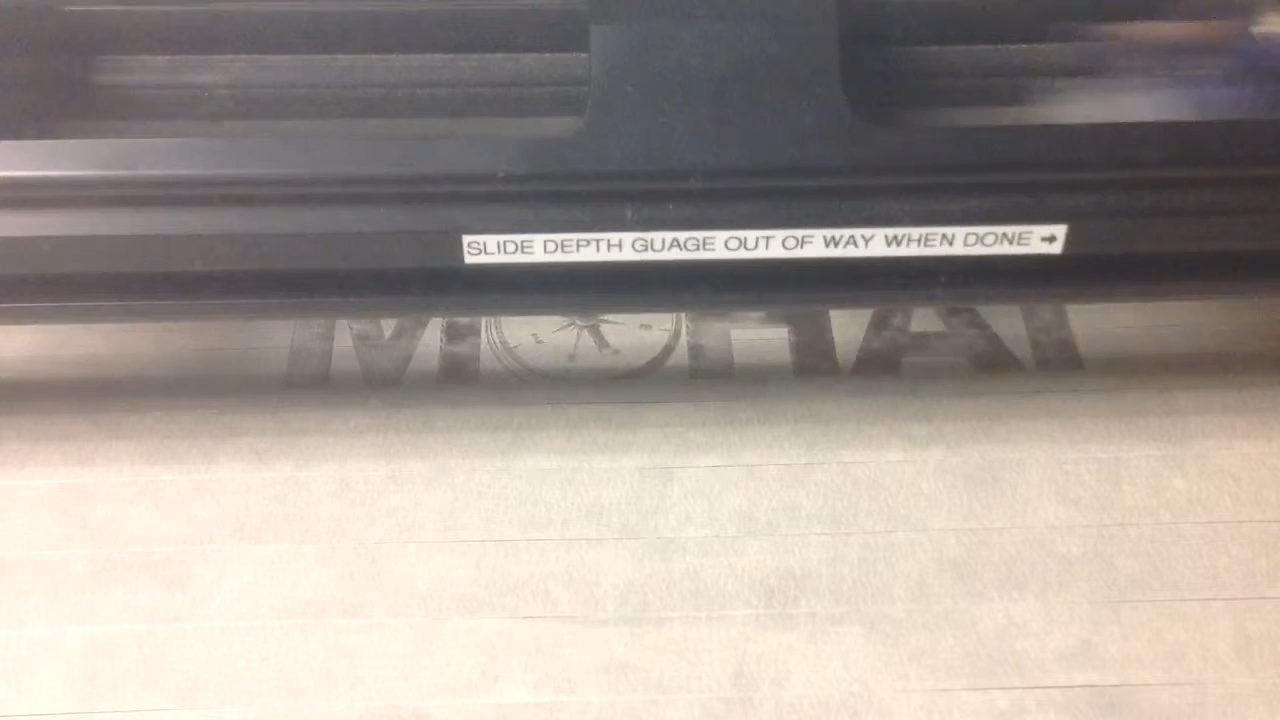 SLIDE DEPTH GUAGE OUT OF WAY WHEN DONE →